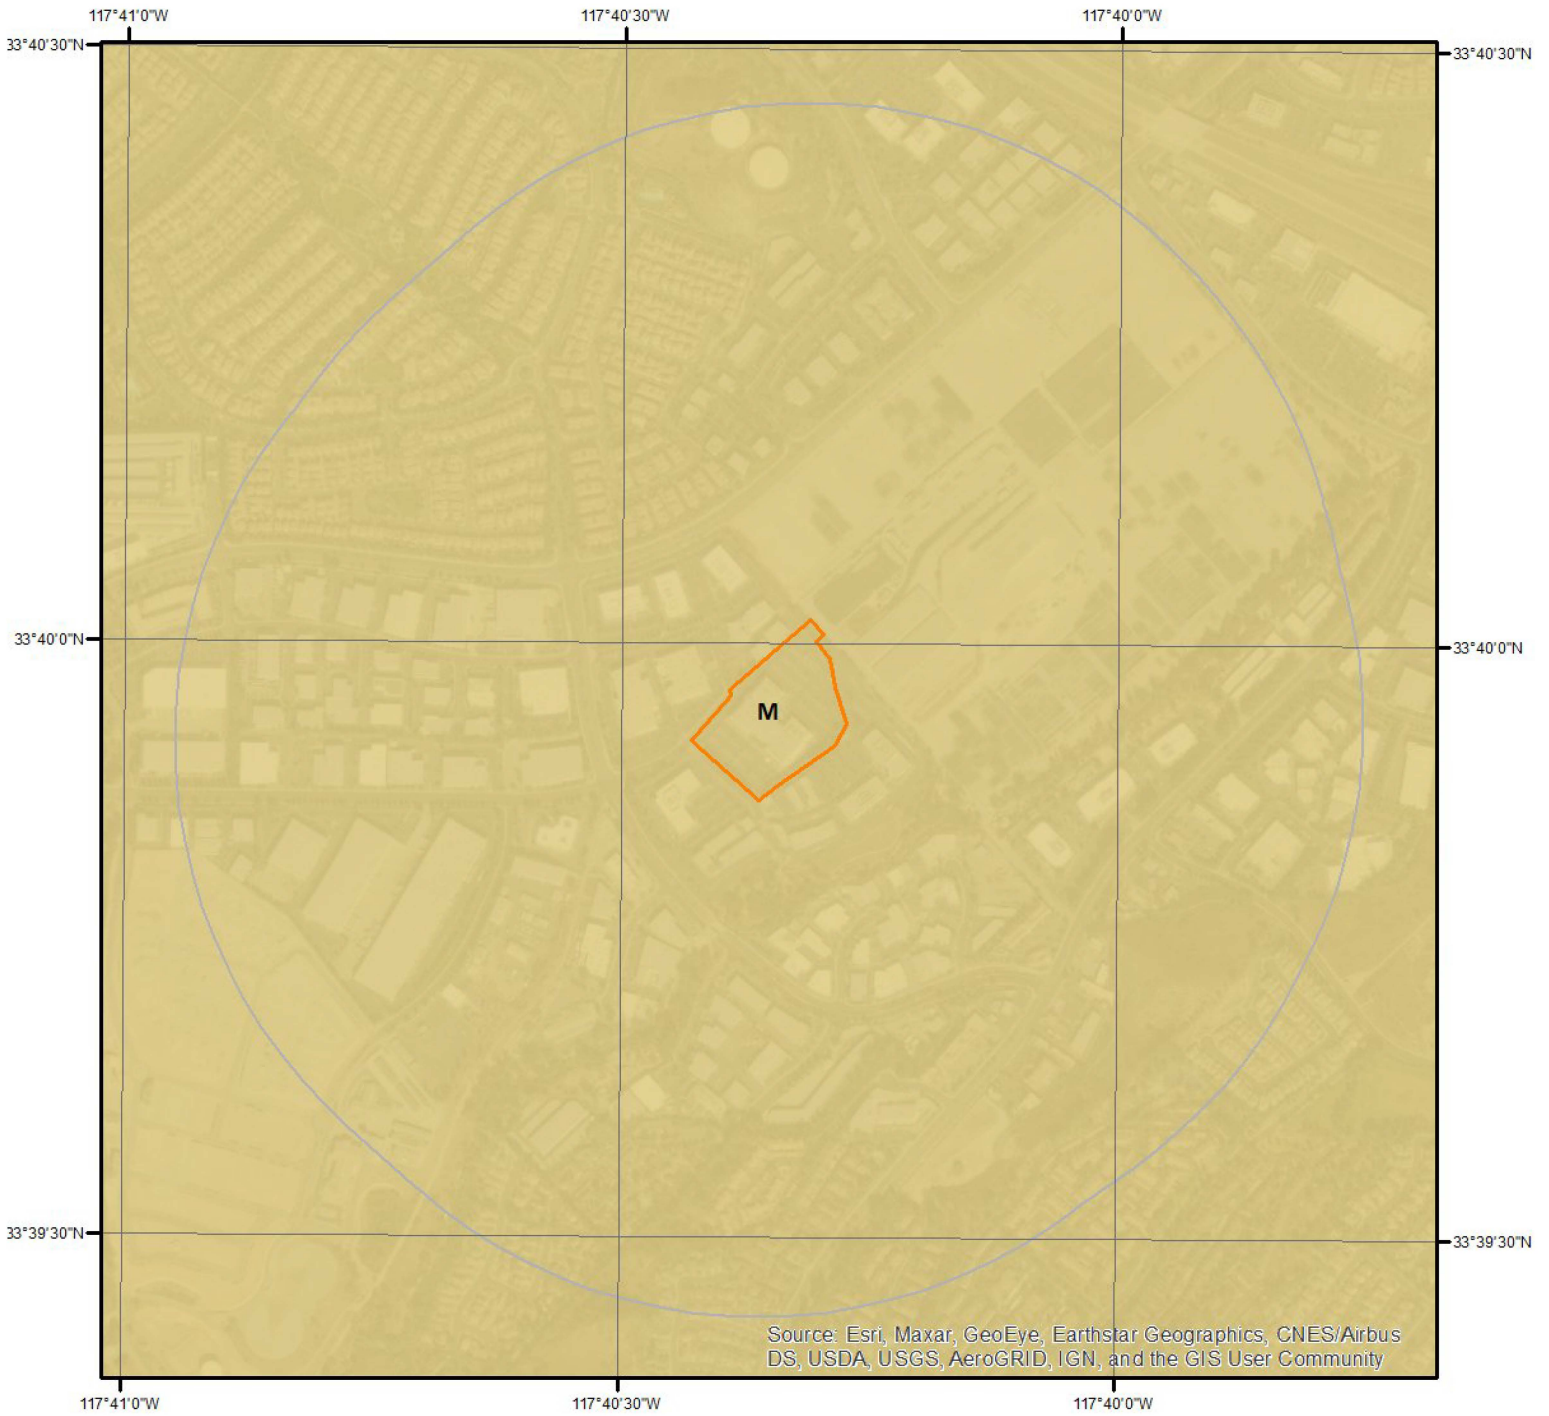 117°41'0"W 117°40'30"W 117°40'0"W
33°40'30"N 33°40'30"N
33°40'0"N 33°40'0"N
M
33°39'30"N 33°39'30"N
Source: Esri, Maxar, GeoEye, Earthstar Geographics, CNES/Airbus
DS, USDA, USGS, AeroGRID, IGN, and the GIS User Community
117°41'0"W 117°40'30"W 117°40'0"W